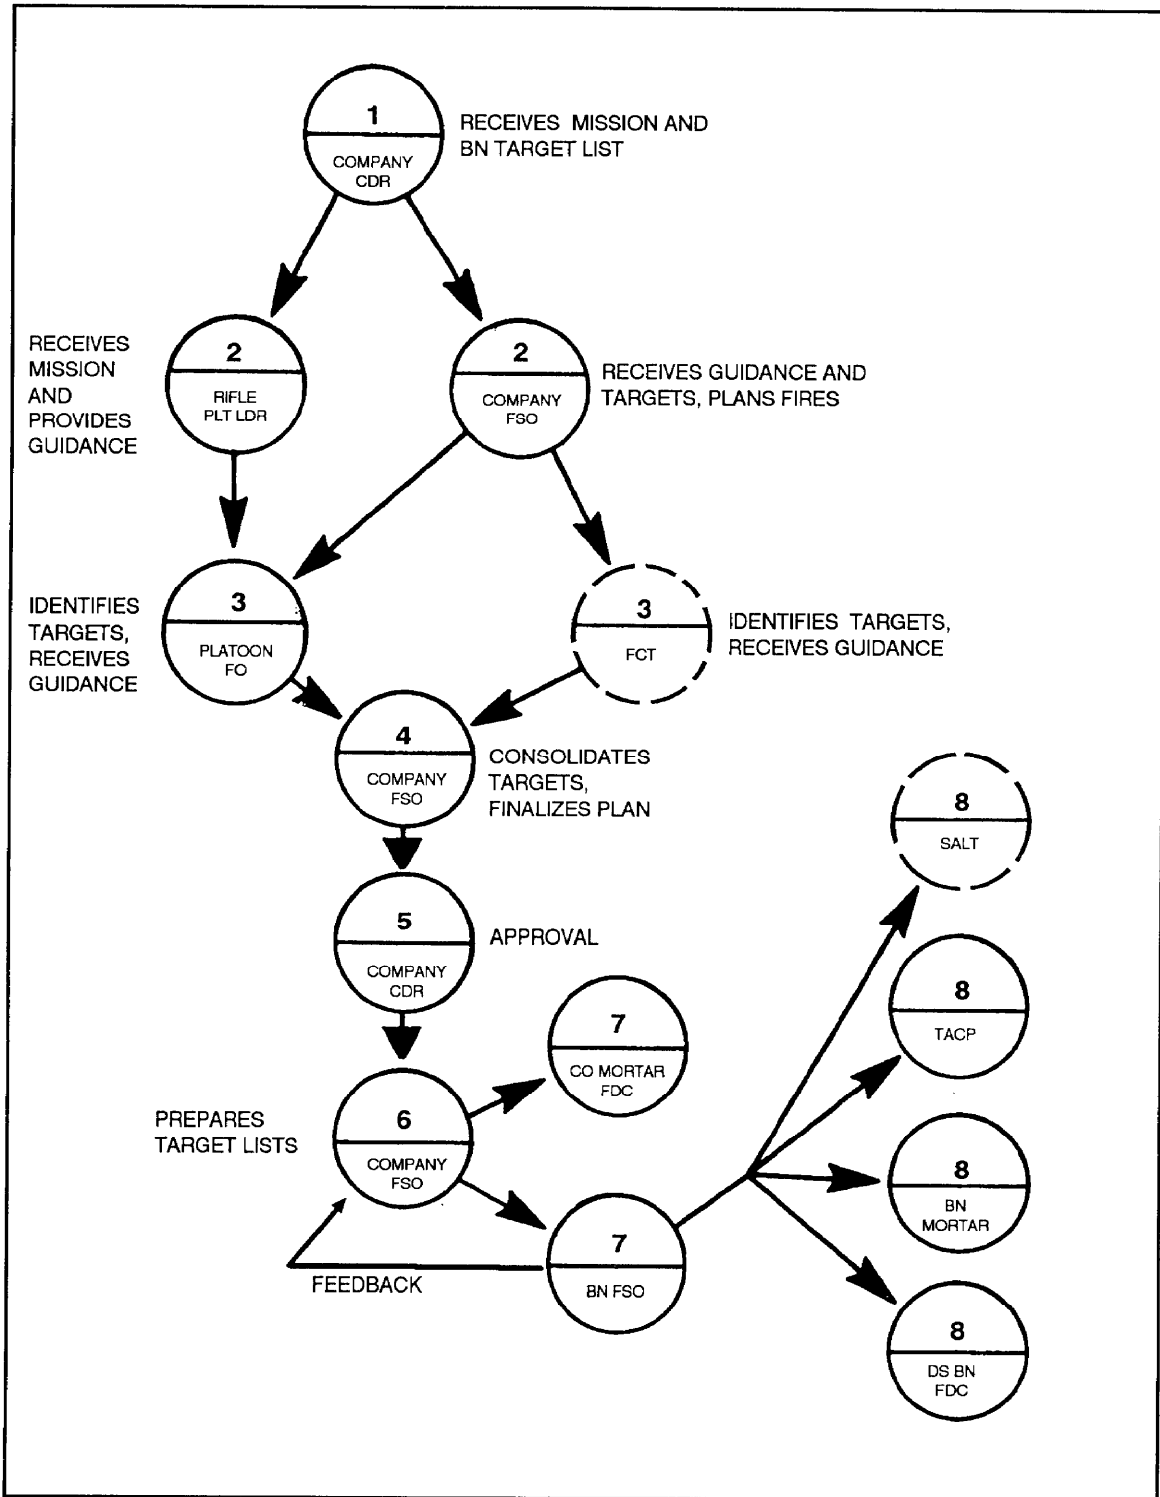 1
COMPANY
CDR
RECEIVES MISSION AND
BN TARGET LIST
2
RIFLE
PLT LDR
RECEIVES
MISSION
AND
PROVIDES
GUIDANCE
2
COMPANY
FSO
RECEIVES GUIDANCE AND
TARGETS, PLANS FIRES
3
PLATOON
FO
IDENTIFIES
TARGETS,
RECEIVES
GUIDANCE
3
FCT
IDENTIFIES TARGETS,
RECEIVES GUIDANCE
4
COMPANY
FSO
CONSOLIDATES
TARGETS,
FINALIZES PLAN
5
COMPANY
CDR
APPROVAL
6
COMPANY
FSO
PREPARES
TARGET LISTS
7
CO MORTAR
FDC
7
BN FSO
FEEDBACK
8
SALT
8
TACP
8
BN
MORTAR
8
DS BN
FDC